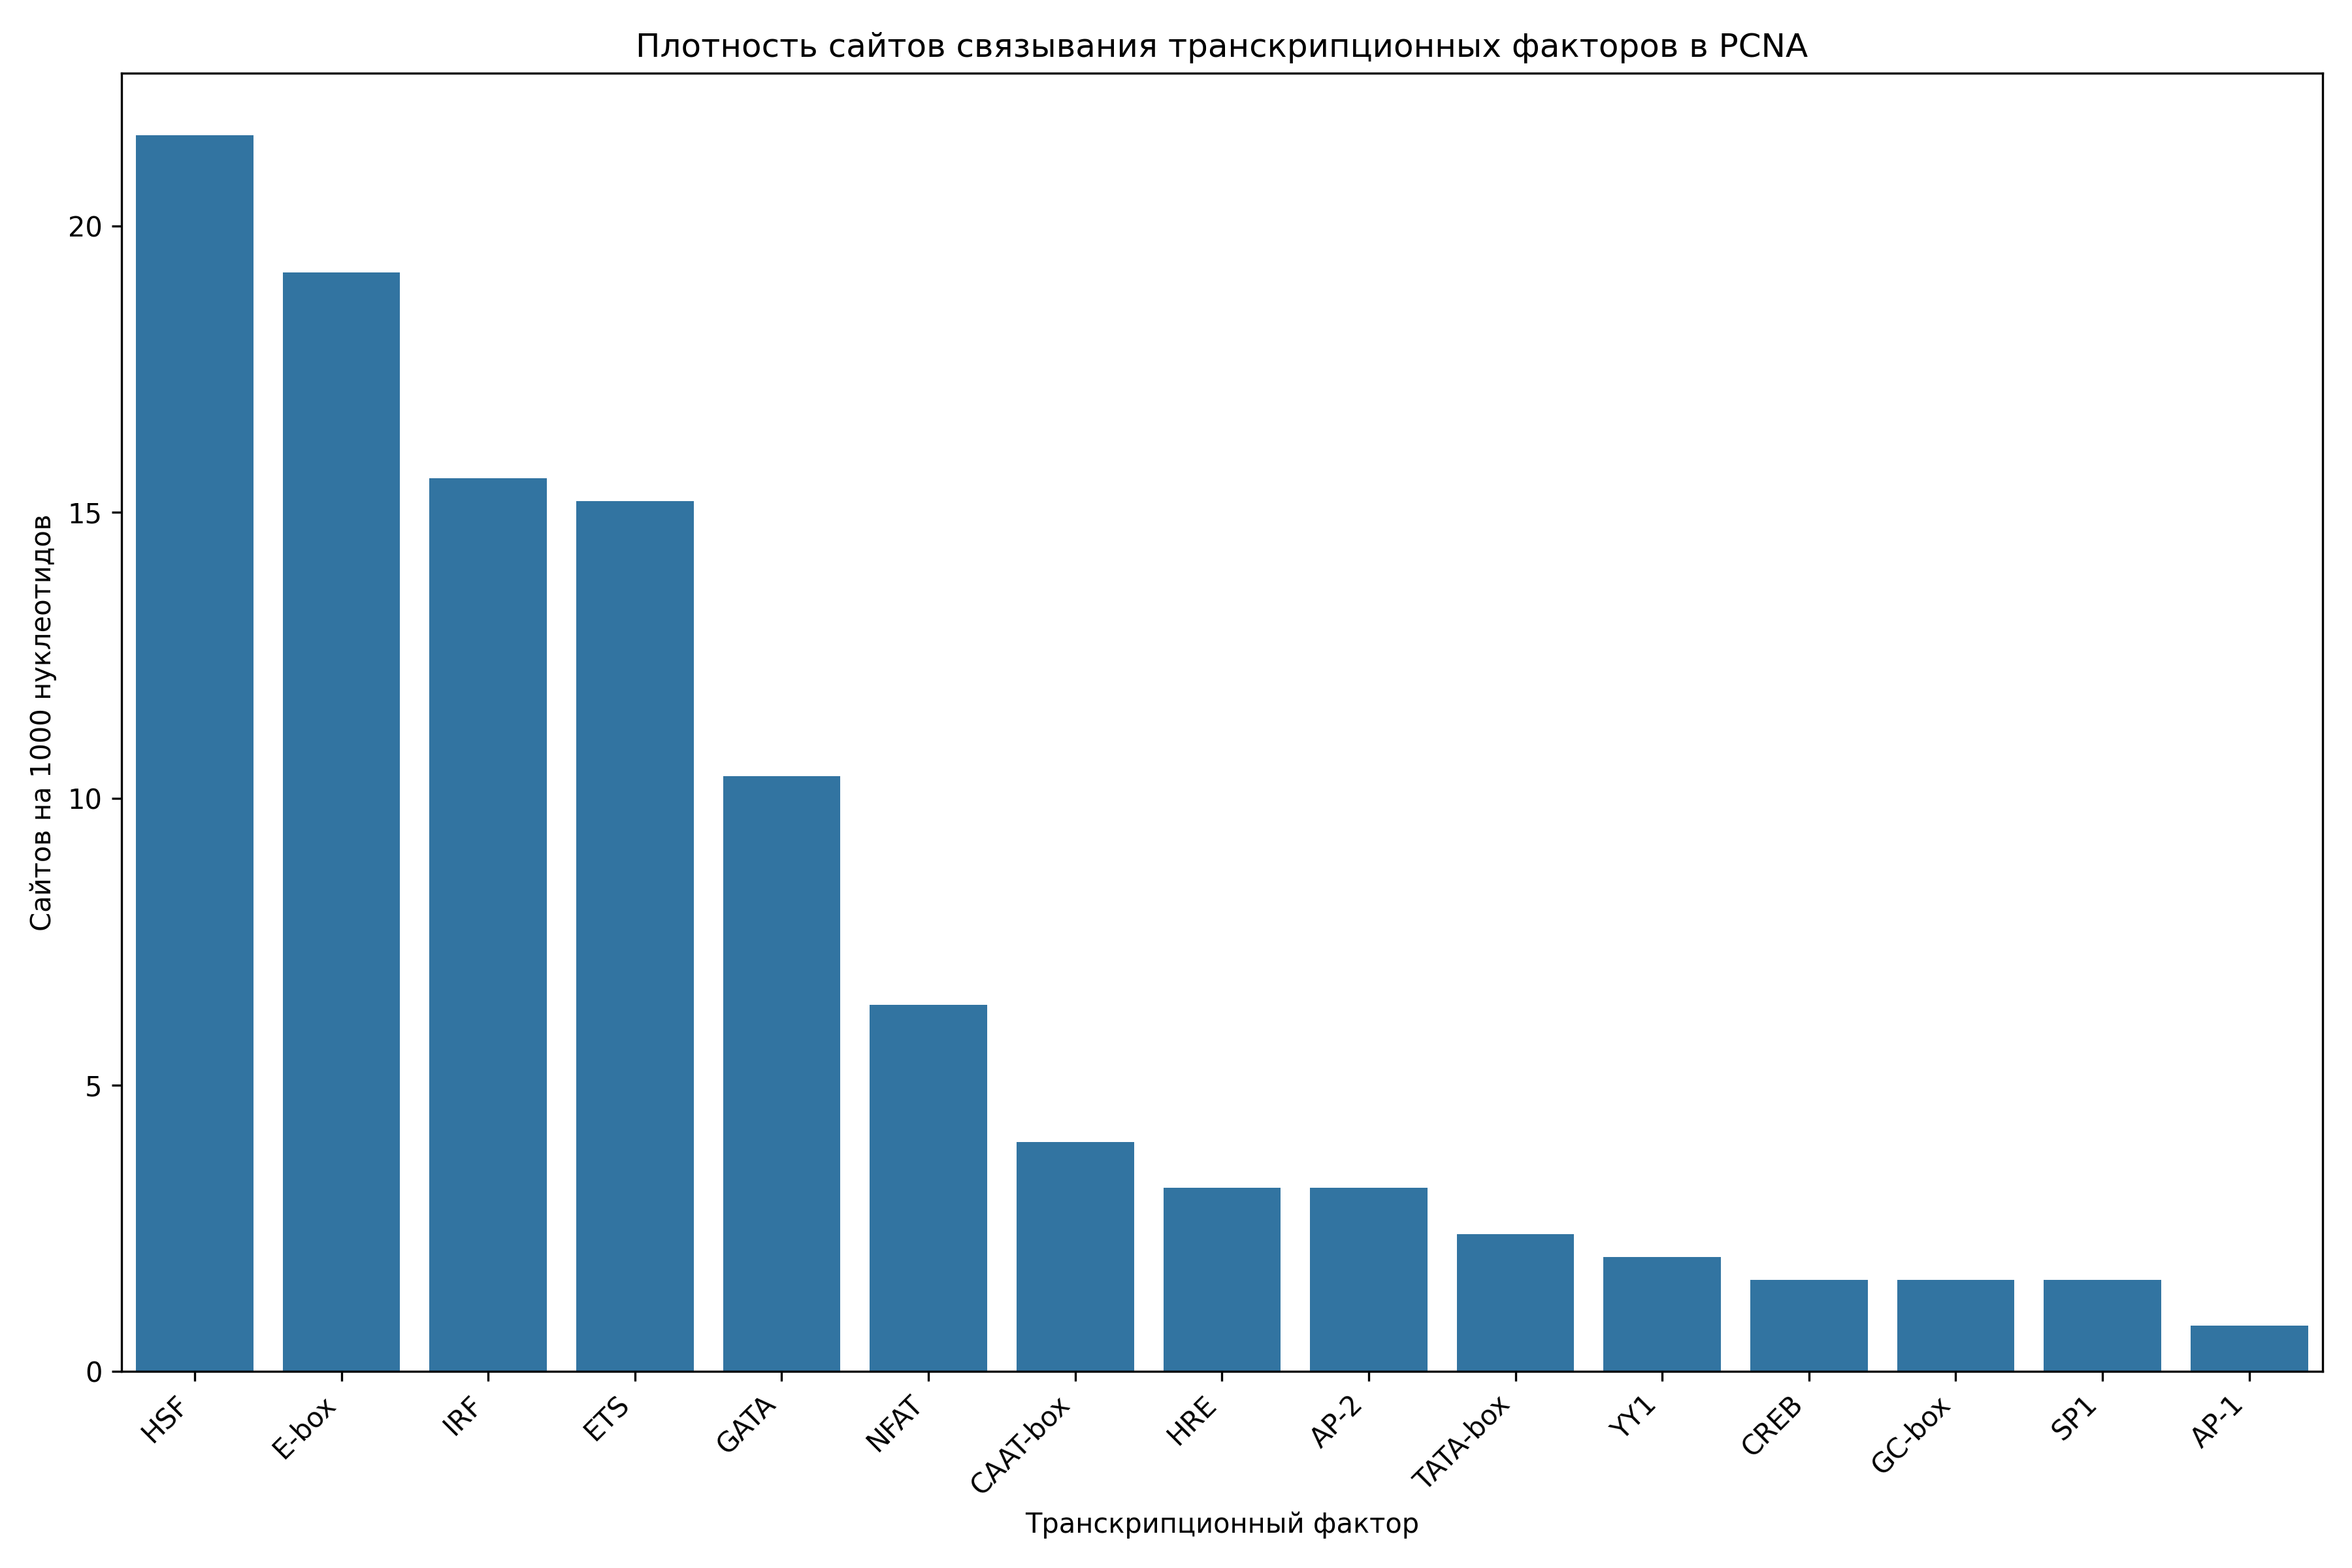 Плотность сайтов связывания транскрипционных факторов в PCNA
Сайтов на 1000 нуклеотидов
20
15
10
5
0
HSF
E-box
IRF
ETS
GATA
NFAT
CAAT-box
HRE
AP-2
TATA-box
YY1
CREB
GC-box
SP1
AP-1
Транскрипционный фактор